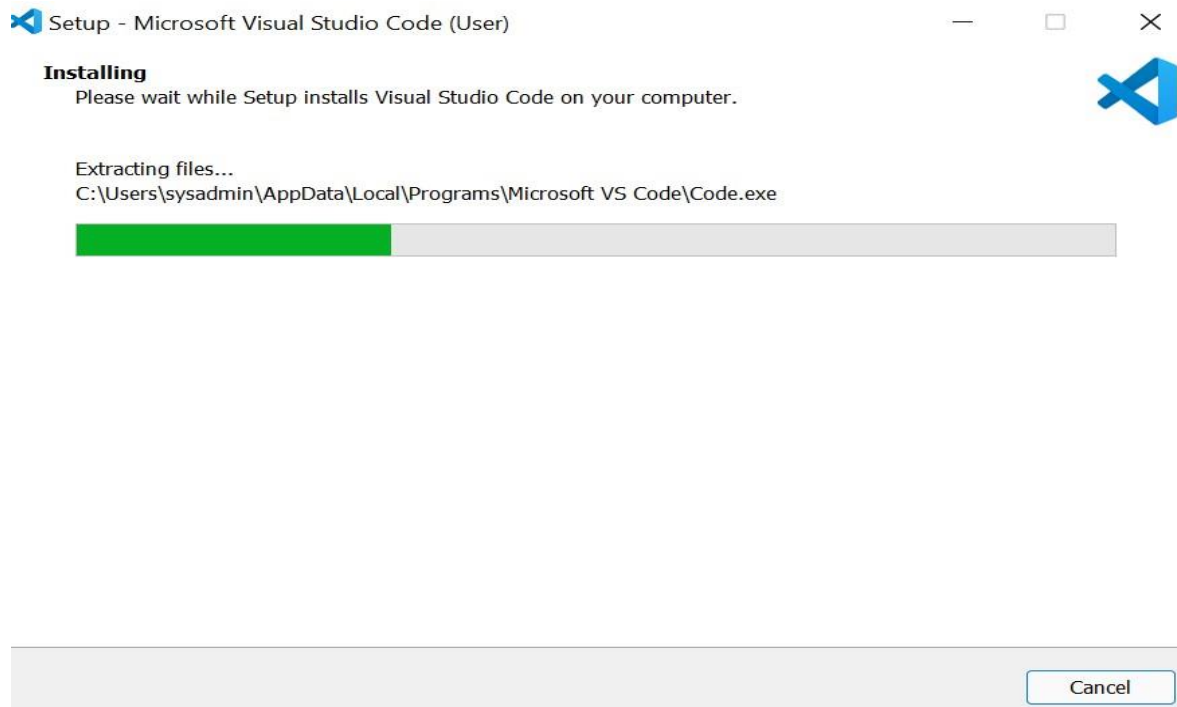 Setup - Microsoft Visual Studio Code (User)
Installing
Please wait while Setup installs Visual Studio Code on your computer.
Extracting files...
C:\Users\sysadmin\AppData\Local\Programs\Microsoft VS Code\Code.exe
Cancel